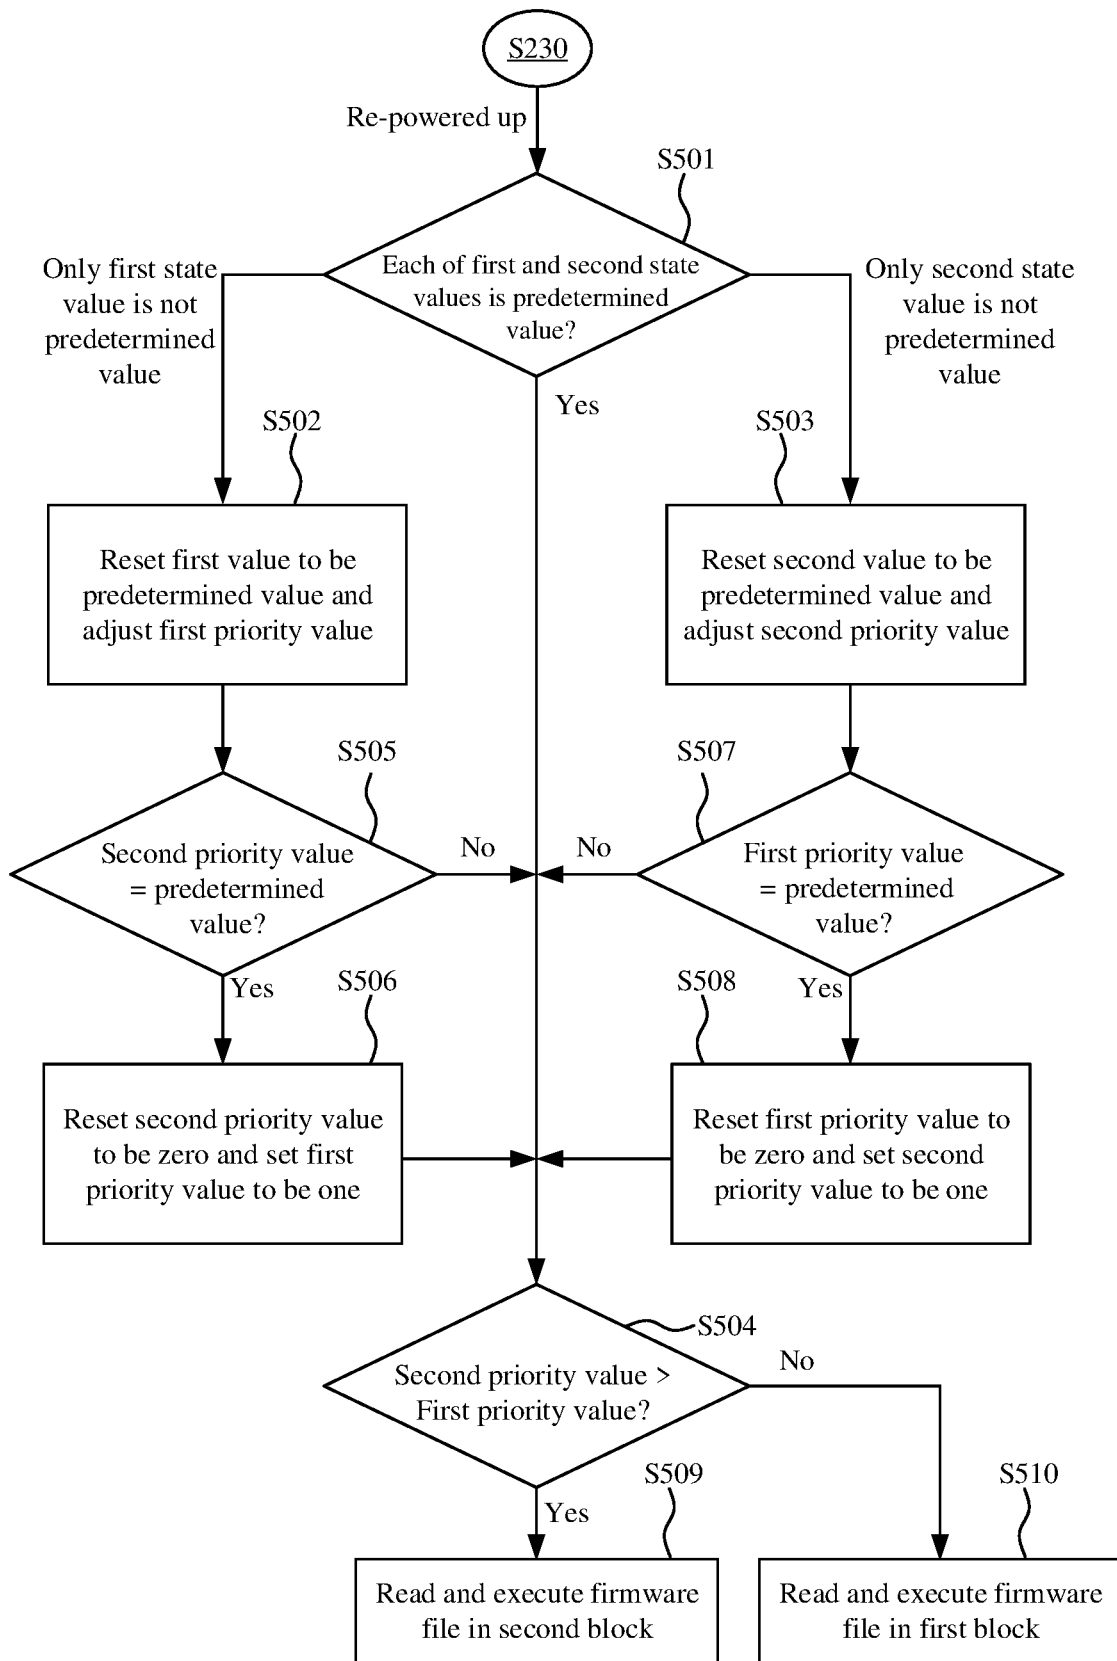 S230
Re-powered up
S501
Each of first and second state
values is predetermined
value?
Only first state
value is not
predetermined
value
Only second state
value is not
predetermined
value
Yes
S502
S503
Reset first value to be
predetermined value and
adjust first priority value
Reset second value to be
predetermined value and
adjust second priority value
S505
S507
Second priority value
= predetermined
value?
No
No
First priority value
= predetermined
value?
Yes
S506
S508
Yes
Reset second priority value
to be zero and set first
priority value to be one
Reset first priority value to
be zero and set second
priority value to be one
S504
Second priority value >
First priority value?
No
Yes
S509
S510
Read and execute firmware
file in second block
Read and execute firmware
file in first block